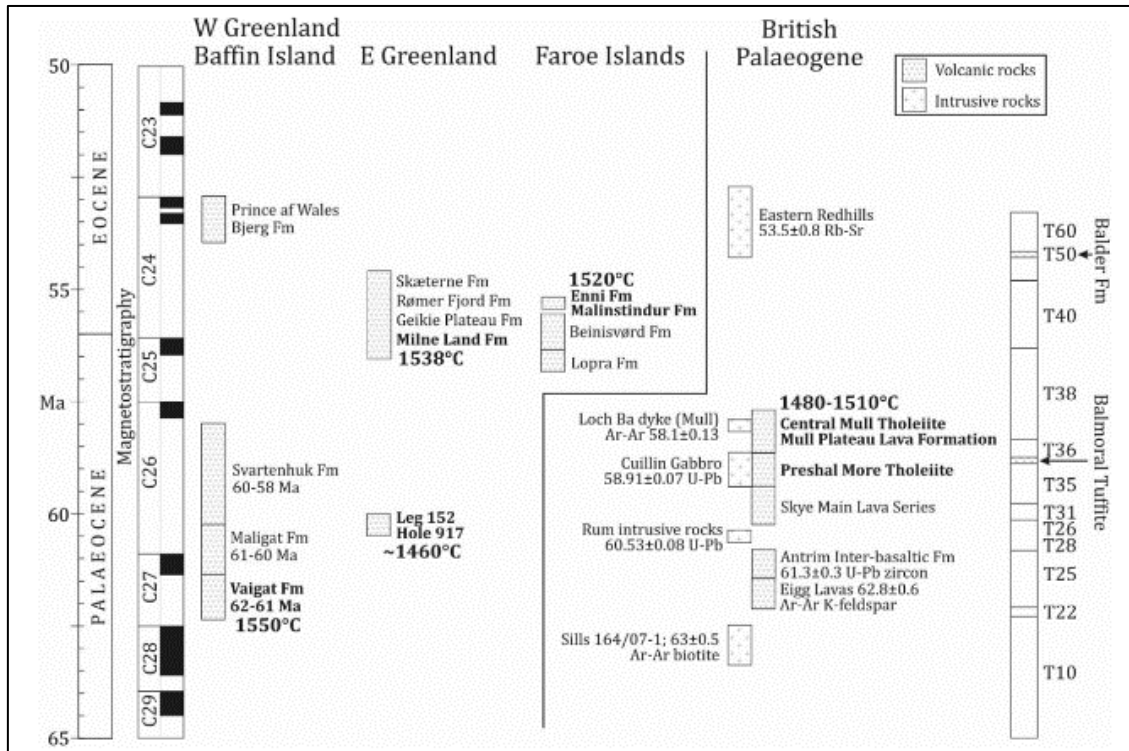 W Greenland
Baffin Island
E Greenland
Faroe Islands
British
Palaeogene
Volcanic rocks
Intrusive rocks
50
55
Ma
60
65
EOCENE
PALAEOCENE
Magnetostratigraphy
C23
C24
C25
C26
C27
C28
C29
Prince af Wales
Bjerg Fm
Svartenhuk Fm
60-58 Ma
Maligat Fm
61-60 Ma
Vaigat Fm
62-61 Ma
1550°C
Skæterne Fm
Rømer Fjord Fm
Geikie Plateau Fm
Milne Land Fm
1538°C
Leg 152
Hole 917
~1460°C
1520°C
Enni Fm
Malinstindur Fm
Beinisvørd Fm
Lopra Fm
Eastern Redhills
53.5±0.8 Rb-Sr
1480-1510°C
Loch Ba dyke (Mull)
Ar-Ar 58.1±0.13
Central Mull Tholeiite
Mull Plateau Lava Formation
Cuillin Gabbro
58.91±0.07 U-Pb
Preshal More Tholeiite
Skye Main Lava Series
Rum intrusive rocks
60.53±0.08 U-Pb
Antrim Inter-basaltic Fm
61.3±0.3 U-Pb zircon
Eigg Lavas 62.8±0.6
Ar-Ar K-feldspar
Sills 164/07-1; 63±0.5
Ar-Ar biotite
T60
T50
T40
T38
T36
T35
T31
T26
T28
T25
T22
T10
Balder Fm
Balmoral Tuffite